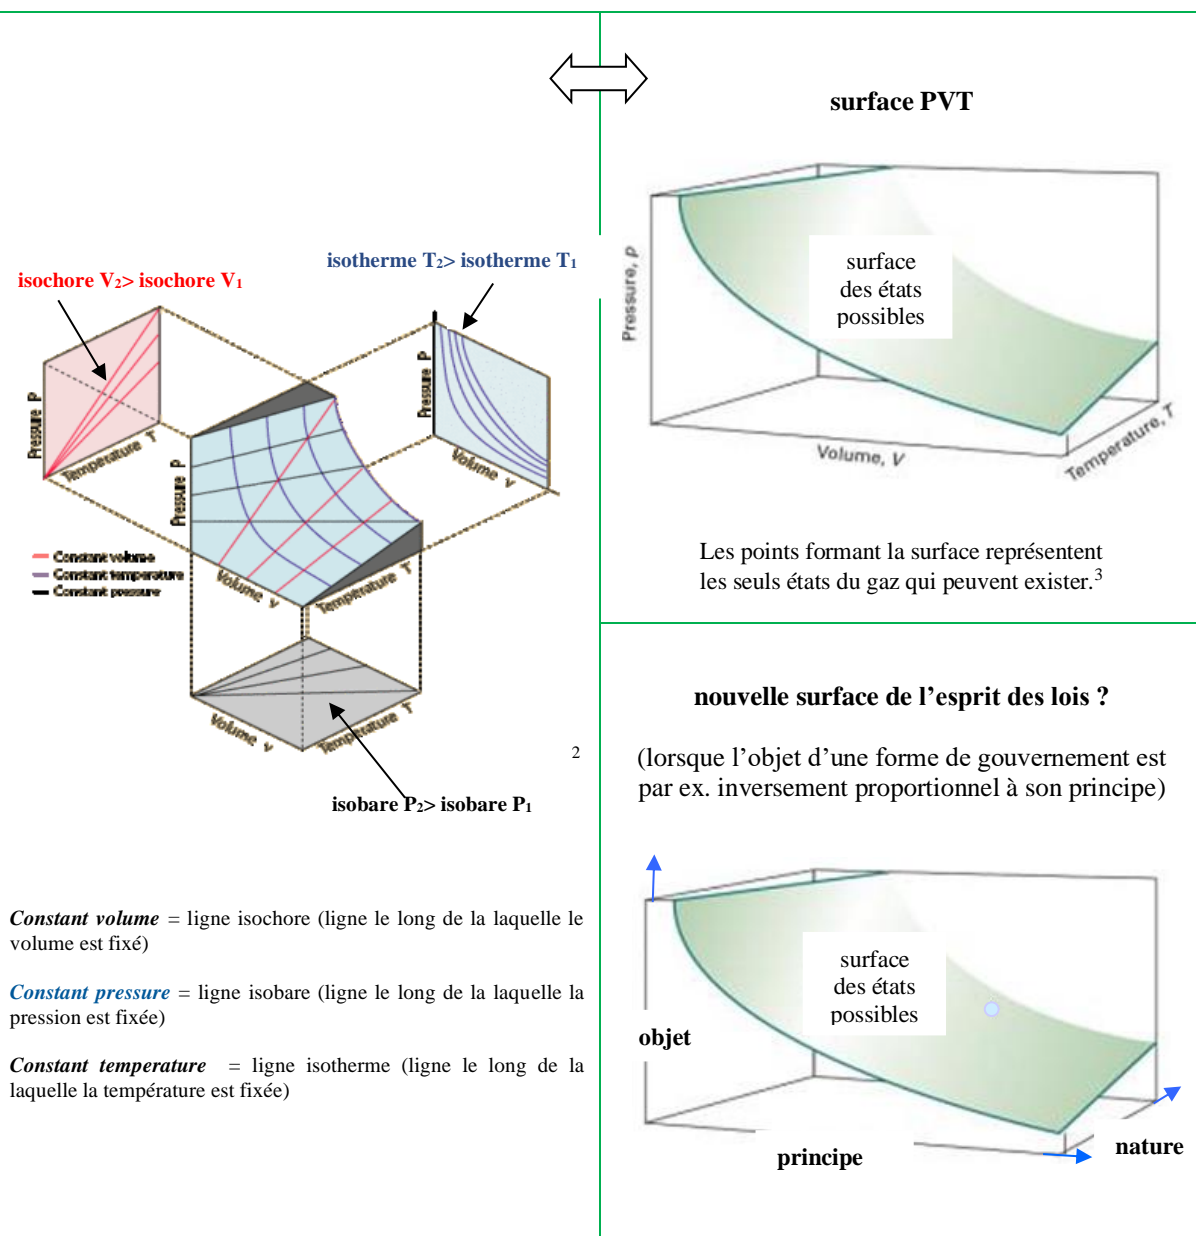 isochore V2> isochore V1
isotherme T2> isotherme T1
Pressure P
Temperature T
Pressure P
Volume v
Pressure P
Volume v
Temperature T
Constant volume
Constant temperature
Constant pressure
Volume v
Temperature T
2
isobare P2> isobare P1
Constant volume = ligne isochore (ligne le long de la laquelle le
volume est fixé)
Constant pressure = ligne isobare (ligne le long de la laquelle la
pression est fixée)
Constant temperature = ligne isotherme (ligne le long de la
laquelle la température est fixée)
surface PVT
Pressure, p
surface
des états
possibles
Volume, V
Temperature, T
Les points formant la surface représentent
les seuls états du gaz qui peuvent exister.3
nouvelle surface de l’esprit des lois ?
(lorsque l’objet d’une forme de gouvernement est
par ex. inversement proportionnel à son principe)
surface
des états
possibles
objet
principe
nature